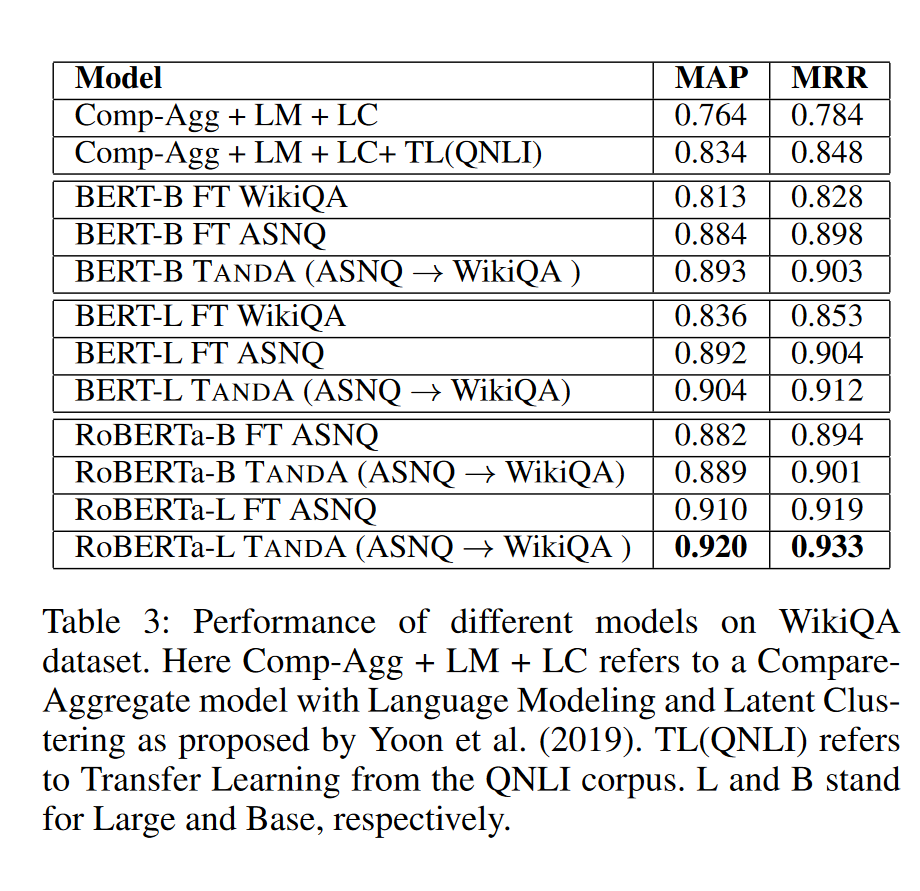 Model MAP MRR
Comp-Agg + LM + LC 0.764 0.784
Comp-Agg + LM + LC+ TL(QNLI) 0.834 0.848
BERT-B FT WikiQA 0.813 0.828
BERT-B FT ASNQ 0.884 0.898
BERT-B TANDA (ASNQ → WikiQA ) 0.893 0.903
BERT-L FT WikiQA 0.836 0.853
BERT-L FT ASNQ 0.892 0.904
BERT-L TANDA (ASNQ → WikiQA) 0.904 0.912
RoBERTa-B FT ASNQ 0.882 0.894
RoBERTa-B TANDA (ASNQ → WikiQA) 0.889 0.901
RoBERTa-L FT ASNQ 0.910 0.919
RoBERTa-L TANDA (ASNQ → WikiQA ) 0.920 0.933
Table 3: Performance of different models on WikiQA
dataset. Here Comp-Agg + LM + LC refers to a Compare-
Aggregate model with Language Modeling and Latent Clus-
tering as proposed by Yoon et al. (2019). TL(QNLI) refers
to Transfer Learning from the QNLI corpus. L and B stand
for Large and Base, respectively.